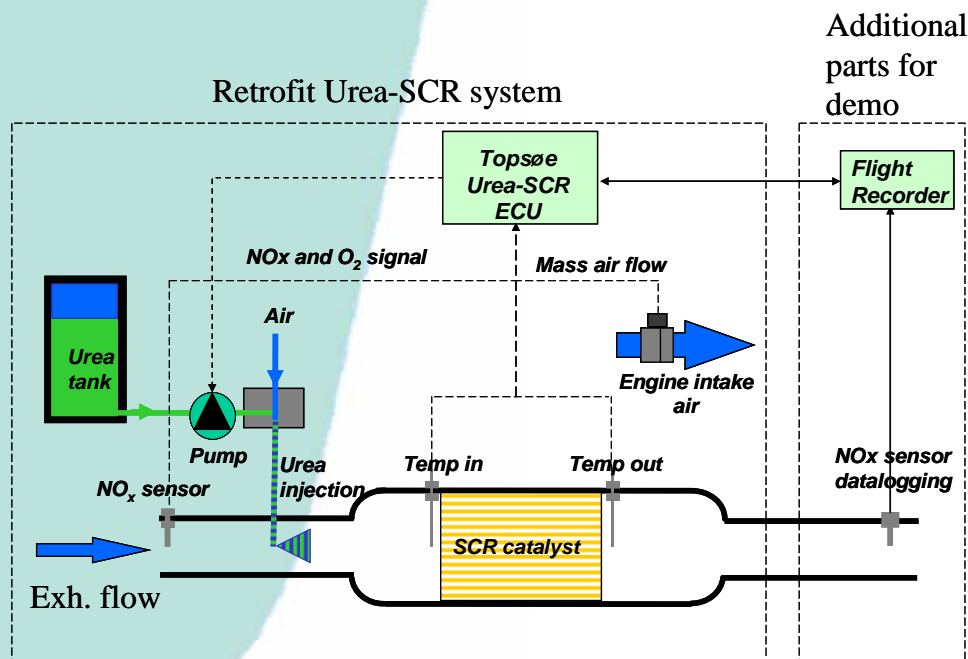 Additional
parts for
demo
Retrofit Urea-SCR system
Topsøe
Urea-SCR
ECU
Flight
Recorder
NOx and O₂ signal
Mass air flow
Air
Urea
tank
Engine intake
air
Pump
Urea
injection
Temp in
Temp out
NOx sensor
datalogging
NOₓ sensor
SCR catalyst
Exh. flow